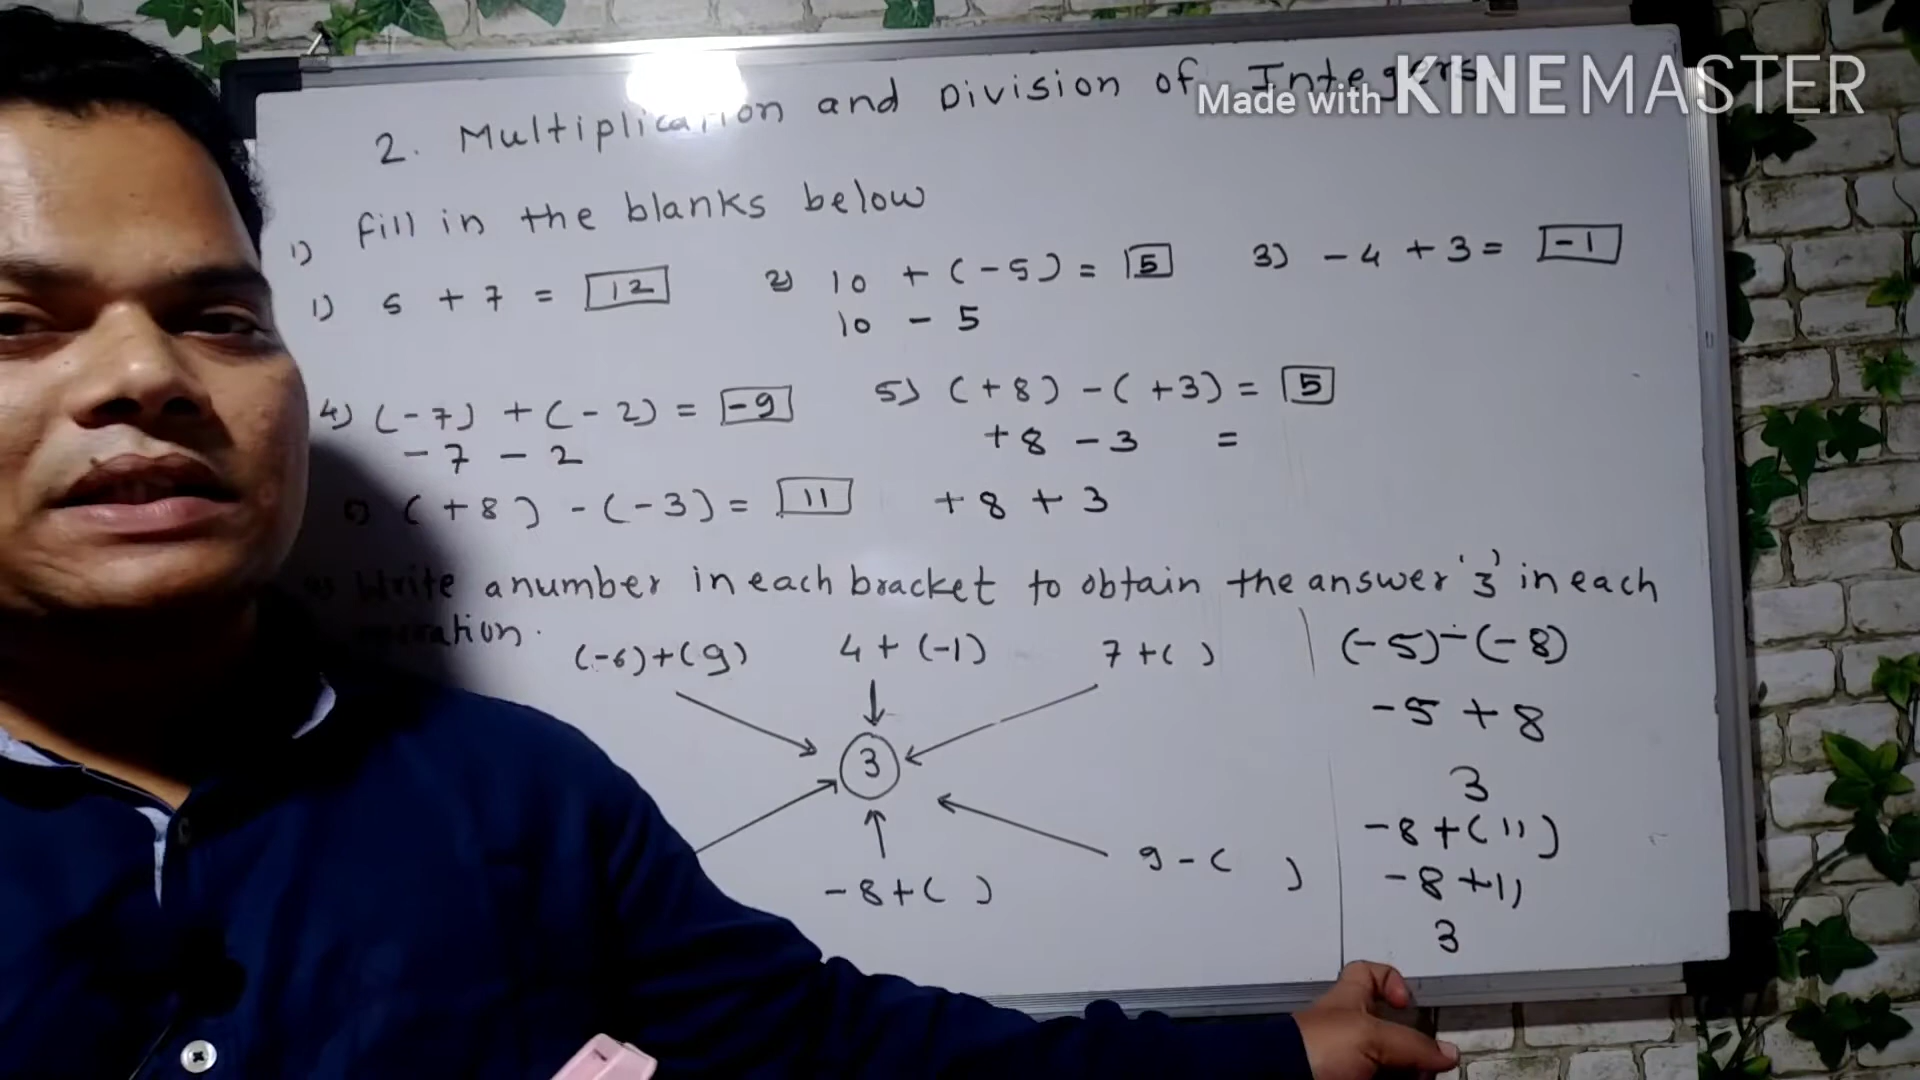 Made with KINEMASTER
2. Multiplication and Division of Integers
1) Fill in the blanks below
1) 5 + 7 = 12
2) 10 + (-5) = 5
10 - 5
3) -4 + 3 = -1
4) (-7) + (-2) = -9
-7 - 2
5) (+8) - (+3) = 5
+8 - 3 =
(+8) - (-3) = 11
+8 + 3
Write a number in each bracket to obtain the answer '3' in each
(-6)+(9)
4 + (-1)
7 + ( )
3
-8+( )
9-( )
(-5)-(-8)
-5 + 8
3
-8+(11)
-8+11
3